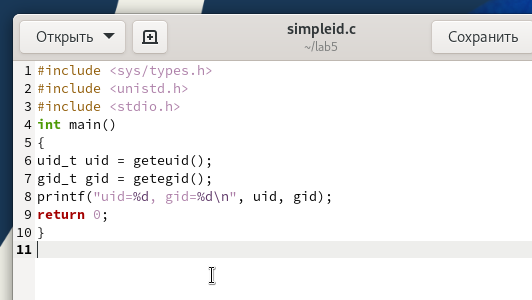 Открыть
simpleid.c
~/lab5
Сохранить
1 #include <sys/types.h>
2 #include <unistd.h>
3 #include <stdio.h>
4 int main()
5 {
6 uid_t uid = geteuid();
7 gid_t gid = getegid();
8 printf("uid=%d, gid=%d\n", uid, gid);
9 return 0;
10 }
11